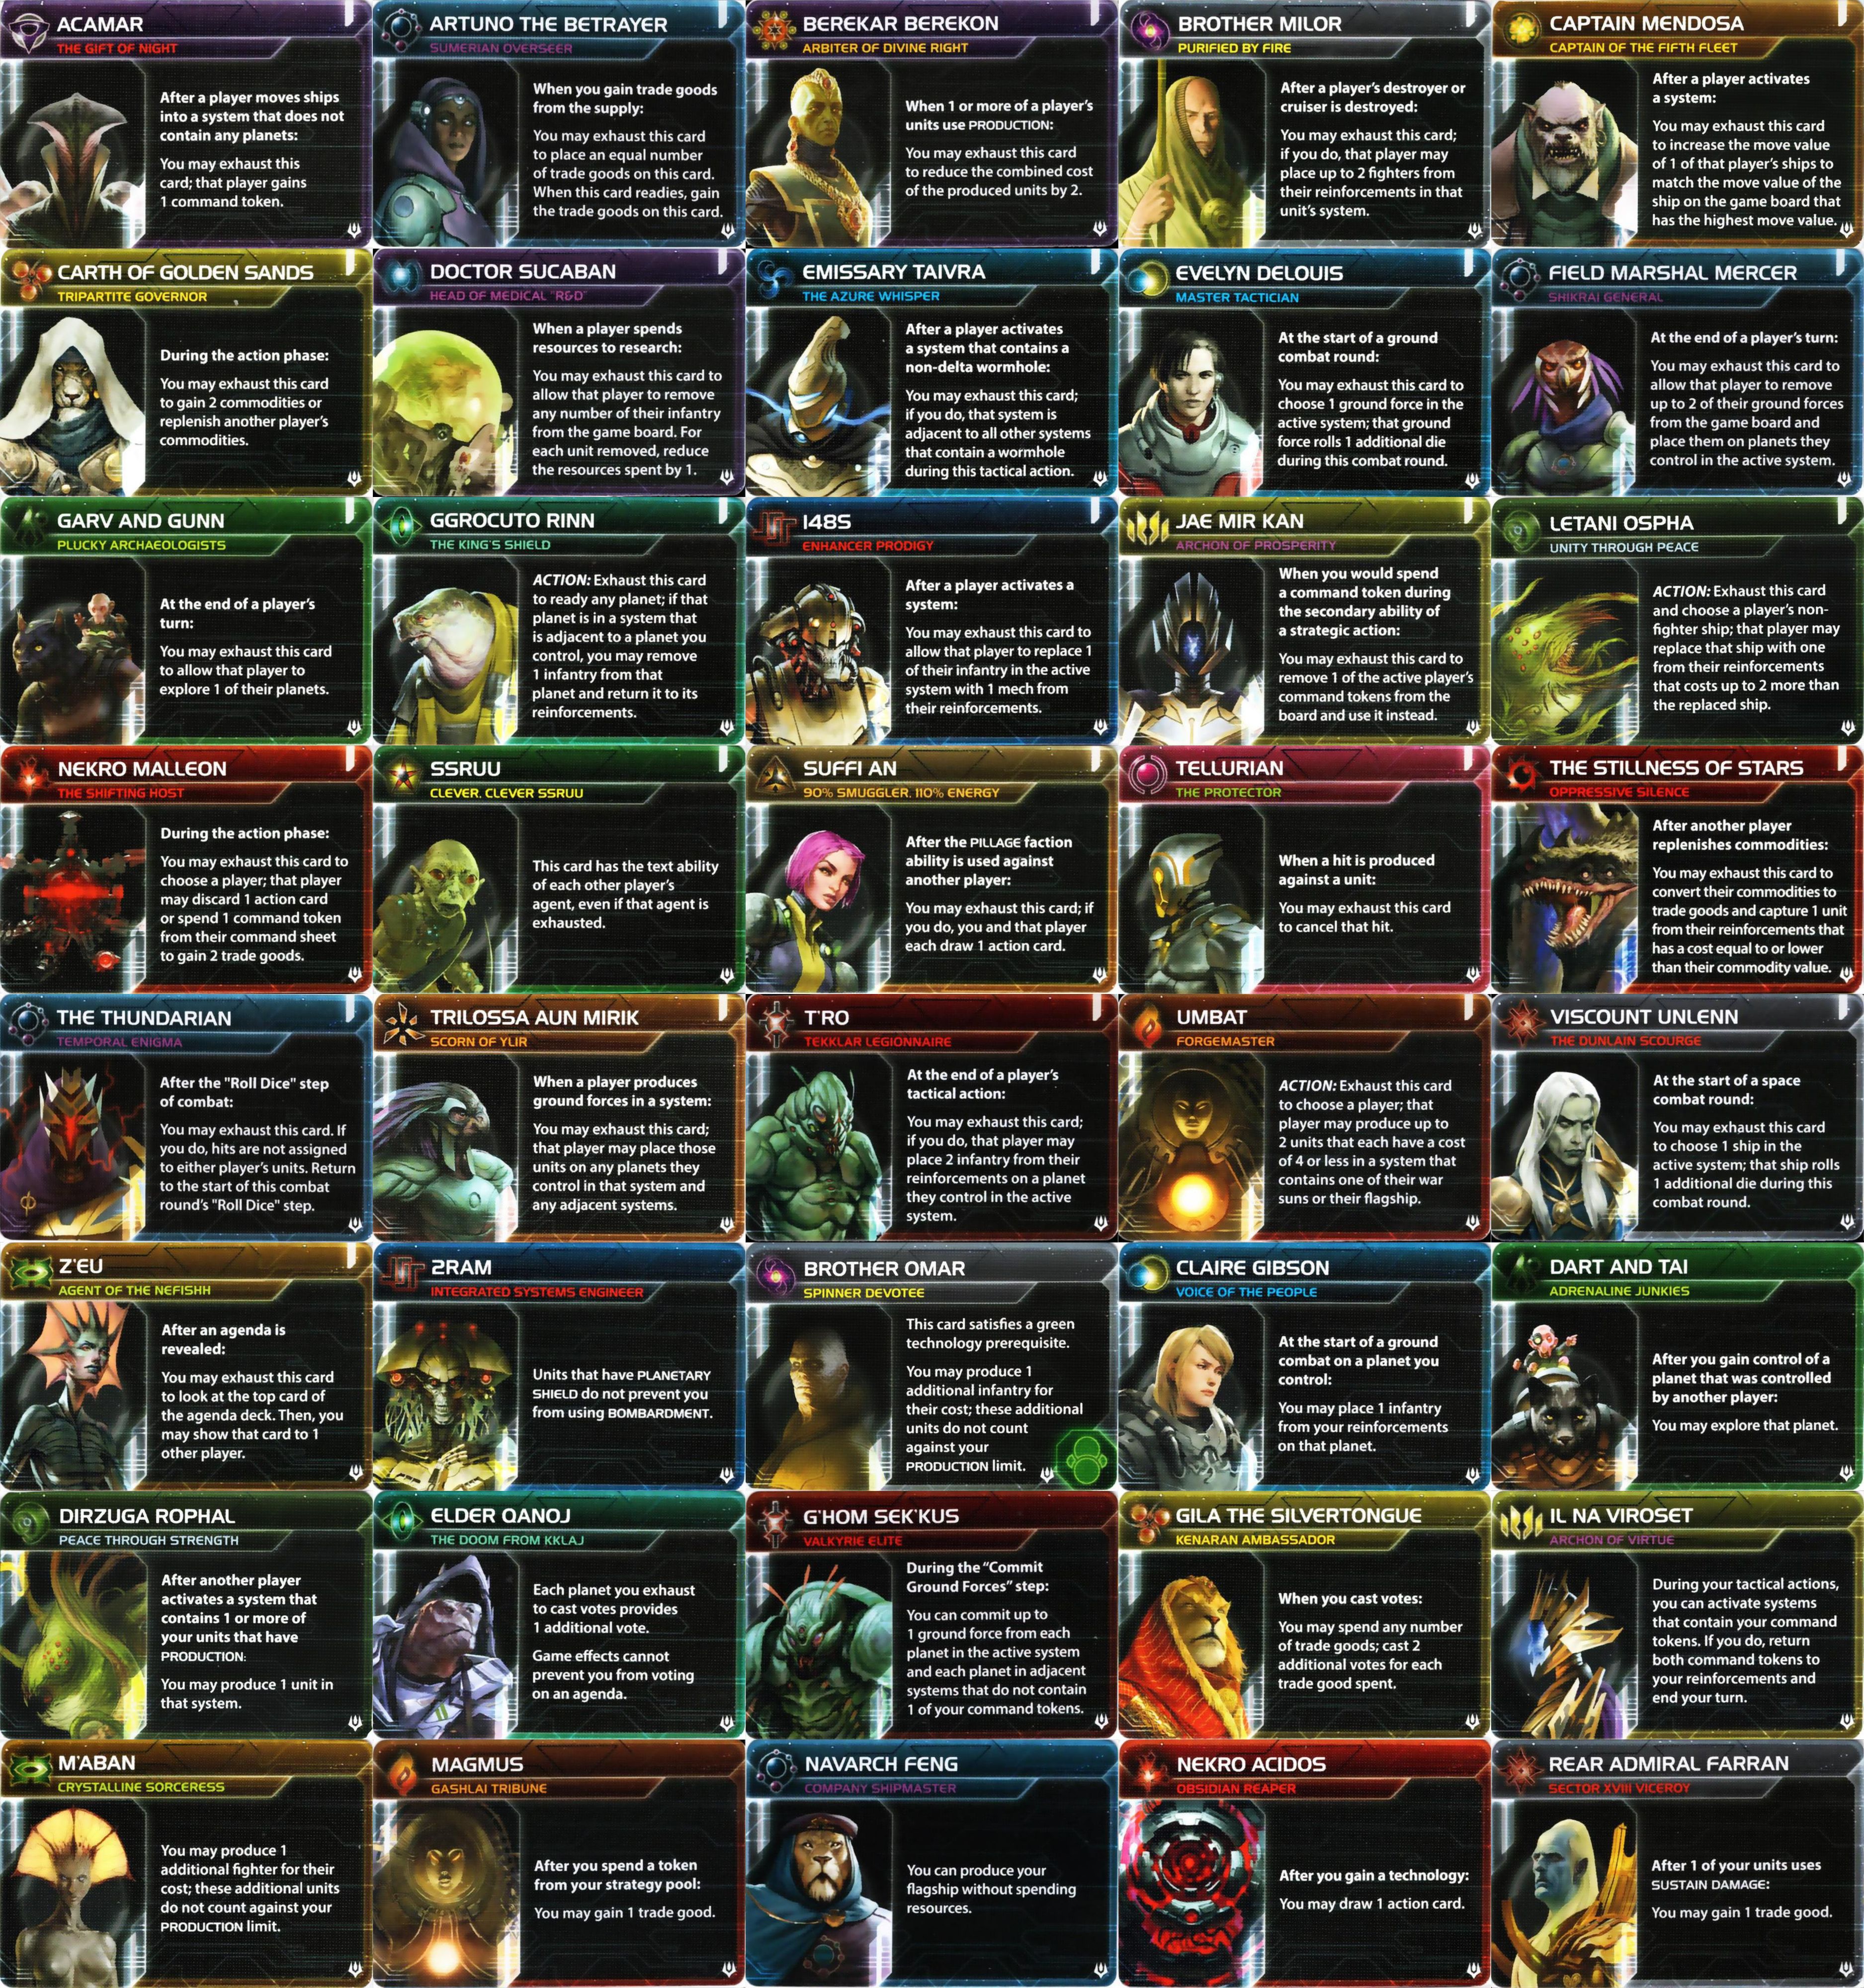 ACAMAR
THE GIFT OF NIGHT
After a player moves ships
into a system that does not
contain any planets:
You may exhaust this
card; that player gains
1 command token.
ARTUNO THE BETRAYER
SUMERIAN OVERSEER
When you gain trade goods
from the supply:
You may exhaust this card
to place an equal number
of trade goods on this card.
When this card readies, gain
the trade goods on this card.
BEREKAR BEREKON
ARBITER OF DIVINE RIGHT
When 1 or more of a player's
units use PRODUCTION:
You may exhaust this card
to reduce the combined cost
of the produced units by 2.
BROTHER MILOR
PURIFIED BY FIRE
After a player's destroyer or
cruiser is destroyed:
You may exhaust this card;
if you do, that player may
place up to 2 fighters from
their reinforcements in that
unit's system.
CAPTAIN MENDOSA
CAPTAIN OF THE FIFTH FLEET
After a player activates
a system:
You may exhaust this card
to increase the move value
of 1 of that player's ships to
match the move value of the
ship on the game board that
has the highest move value.
CARTH OF GOLDEN SANDS
TRIPARTITE GOVERNOR
During the action phase:
You may exhaust this card
to gain 2 commodities or
replenish another player's
commodities.
DOCTOR SUCABAN
HEAD OF MEDICAL "R&D"
When a player spends
resources to research:
You may exhaust this card to
allow that player to remove
any number of their infantry
from the game board. For
each unit removed, reduce
the resources spent by 1.
EMISSARY TAIVRA
THE AZURE WHISPER
After a player activates
a system that contains a
non-delta wormhole:
You may exhaust this card;
if you do, that system is
adjacent to all other systems
that contain a wormhole
during this tactical action.
EVELYN DELOUIS
MASTER TACTICIAN
At the start of a ground
combat round:
You may exhaust this card to
choose 1 ground force in the
active system; that ground
force rolls 1 additional die
during this combat round.
FIELD MARSHAL MERCER
SHIKRAI GENERAL
At the end of a player's turn:
You may exhaust this card to
allow that player to remove
up to 2 of their ground forces
from the game board and
place them on planets they
control in the active system.
GARV AND GUNN
PLUCKY ARCHAEOLOGISTS
At the end of a player's
turn:
You may exhaust this card
to allow that player to
explore 1 of their planets.
GGROCUTO RINN
THE KING'S SHIELD
ACTION: Exhaust this card
to ready any planet; if that
planet is in a system that
is adjacent to a planet you
control, you may remove
1 infantry from that
planet and return it to its
reinforcements.
I48S
ENHANCER PRODIGY
After a player activates a
system:
You may exhaust this card to
allow that player to replace 1
of their infantry in the active
system with 1 mech from
their reinforcements.
JAE MIR KAN
ARCHON OF PROSPERITY
When you would spend
a command token during
the secondary ability of
a strategic action:
You may exhaust this card to
remove 1 of the active player's
command tokens from the
board and use it instead.
LETANI OSPHA
UNITY THROUGH PEACE
ACTION: Exhaust this card
and choose a player's non-
fighter ship; that player may
replace that ship with one
from their reinforcements
that costs up to 2 more than
the replaced ship.
NEKRO MALLEON
THE SHIFTING HOST
During the action phase:
You may exhaust this card to
choose a player; that player
may discard 1 action card
or spend 1 command token
from their command sheet
to gain 2 trade goods.
SSRUU
CLEVER, CLEVER SSRUU
This card has the text ability
of each other player's
agent, even if that agent is
exhausted.
SUFFI AN
90% SMUGGLER, 110% ENERGY
After the PILLAGE faction
ability is used against
another player:
You may exhaust this card; if
you do, you and that player
each draw 1 action card.
TELLURIAN
THE PROTECTOR
When a hit is produced
against a unit:
You may exhaust this card
to cancel that hit.
THE STILLNESS OF STARS
OPPRESSIVE SILENCE
After another player
replenishes commodities:
You may exhaust this card to
convert their commodities to
trade goods and capture 1 unit
from their reinforcements that
has a cost equal to or lower
than their commodity value.
THE THUNDARIAN
TEMPORAL ENIGMA
After the "Roll Dice" step
of combat:
You may exhaust this card. If
you do, hits are not assigned
to either player's units. Return
to the start of this combat
round's "Roll Dice" step.
TRILOSSA AUN MIRIK
SCORN OF YLIR
When a player produces
ground forces in a system:
You may exhaust this card;
that player may place those
units on any planets they
control in that system and
any adjacent systems.
T'RO
TEKKLAR LEGIONNAIRE
At the end of a player's
tactical action:
You may exhaust this card;
if you do, that player may
place 2 infantry from their
reinforcements on a planet
they control in the active
system.
UMBAT
FORGEMASTER
ACTION: Exhaust this card
to choose a player; that
player may produce up to
2 units that each have a cost
of 4 or less in a system that
contains one of their war
suns or their flagship.
VISCOUNT UNLENN
THE DUNLAIN SCOURGE
At the start of a space
combat round:
You may exhaust this card
to choose 1 ship in the
active system; that ship rolls
1 additional die during this
combat round.
Z'EU
AGENT OF THE NEFISHH
After an agenda is
revealed:
You may exhaust this card
to look at the top card of
the agenda deck. Then, you
may show that card to 1
other player.
2RAM
INTEGRATED SYSTEMS ENGINEER
Units that have PLANETARY
SHIELD do not prevent you
from using BOMBARDMENT.
BROTHER OMAR
SPINNER DEVOTEE
This card satisfies a green
technology prerequisite.
You may produce 1
additional infantry for
their cost; these additional
units do not count
against your
PRODUCTION limit.
CLAIRE GIBSON
VOICE OF THE PEOPLE
At the start of a ground
combat on a planet you
control:
You may place 1 infantry
from your reinforcements
on that planet.
DART AND TAI
ADRENALINE JUNKIES
After you gain control of a
planet that was controlled
by another player:
You may explore that planet.
DIRZUGA ROPHAL
PEACE THROUGH STRENGTH
After another player
activates a system that
contains 1 or more of
your units that have
PRODUCTION:
You may produce 1 unit in
that system.
ELDER QANOJ
THE DOOM FROM KKLAJ
Each planet you exhaust
to cast votes provides
1 additional vote.
Game effects cannot
prevent you from voting
on an agenda.
G'HOM SEK'KUS
VALKYRIE ELITE
During the “Commit
Ground Forces” step:
You can commit up to
1 ground force from each
planet in the active system
and each planet in adjacent
systems that do not contain
1 of your command tokens.
GILA THE SILVERTONGUE
KENARAN AMBASSADOR
When you cast votes:
You may spend any number
of trade goods; cast 2
additional votes for each
trade good spent.
IL NA VIROSET
ARCHON OF VIRTUE
During your tactical actions,
you can activate systems
that contain your command
tokens. If you do, return
both command tokens to
your reinforcements and
end your turn.
M'ABAN
CRYSTALLINE SORCERESS
You may produce 1
additional fighter for their
cost; these additional units
do not count against your
PRODUCTION limit.
MAGMUS
GASHLAI TRIBUNE
After you spend a token
from your strategy pool:
You may gain 1 trade good.
NAVARCH FENG
COMPANY SHIPMASTER
You can produce your
flagship without spending
resources.
NEKRO ACIDOS
OBSIDIAN REAPER
After you gain a technology:
You may draw 1 action card.
REAR ADMIRAL FARRAN
SECTOR XVIII VICEROY
After 1 of your units uses
SUSTAIN DAMAGE:
You may gain 1 trade good.